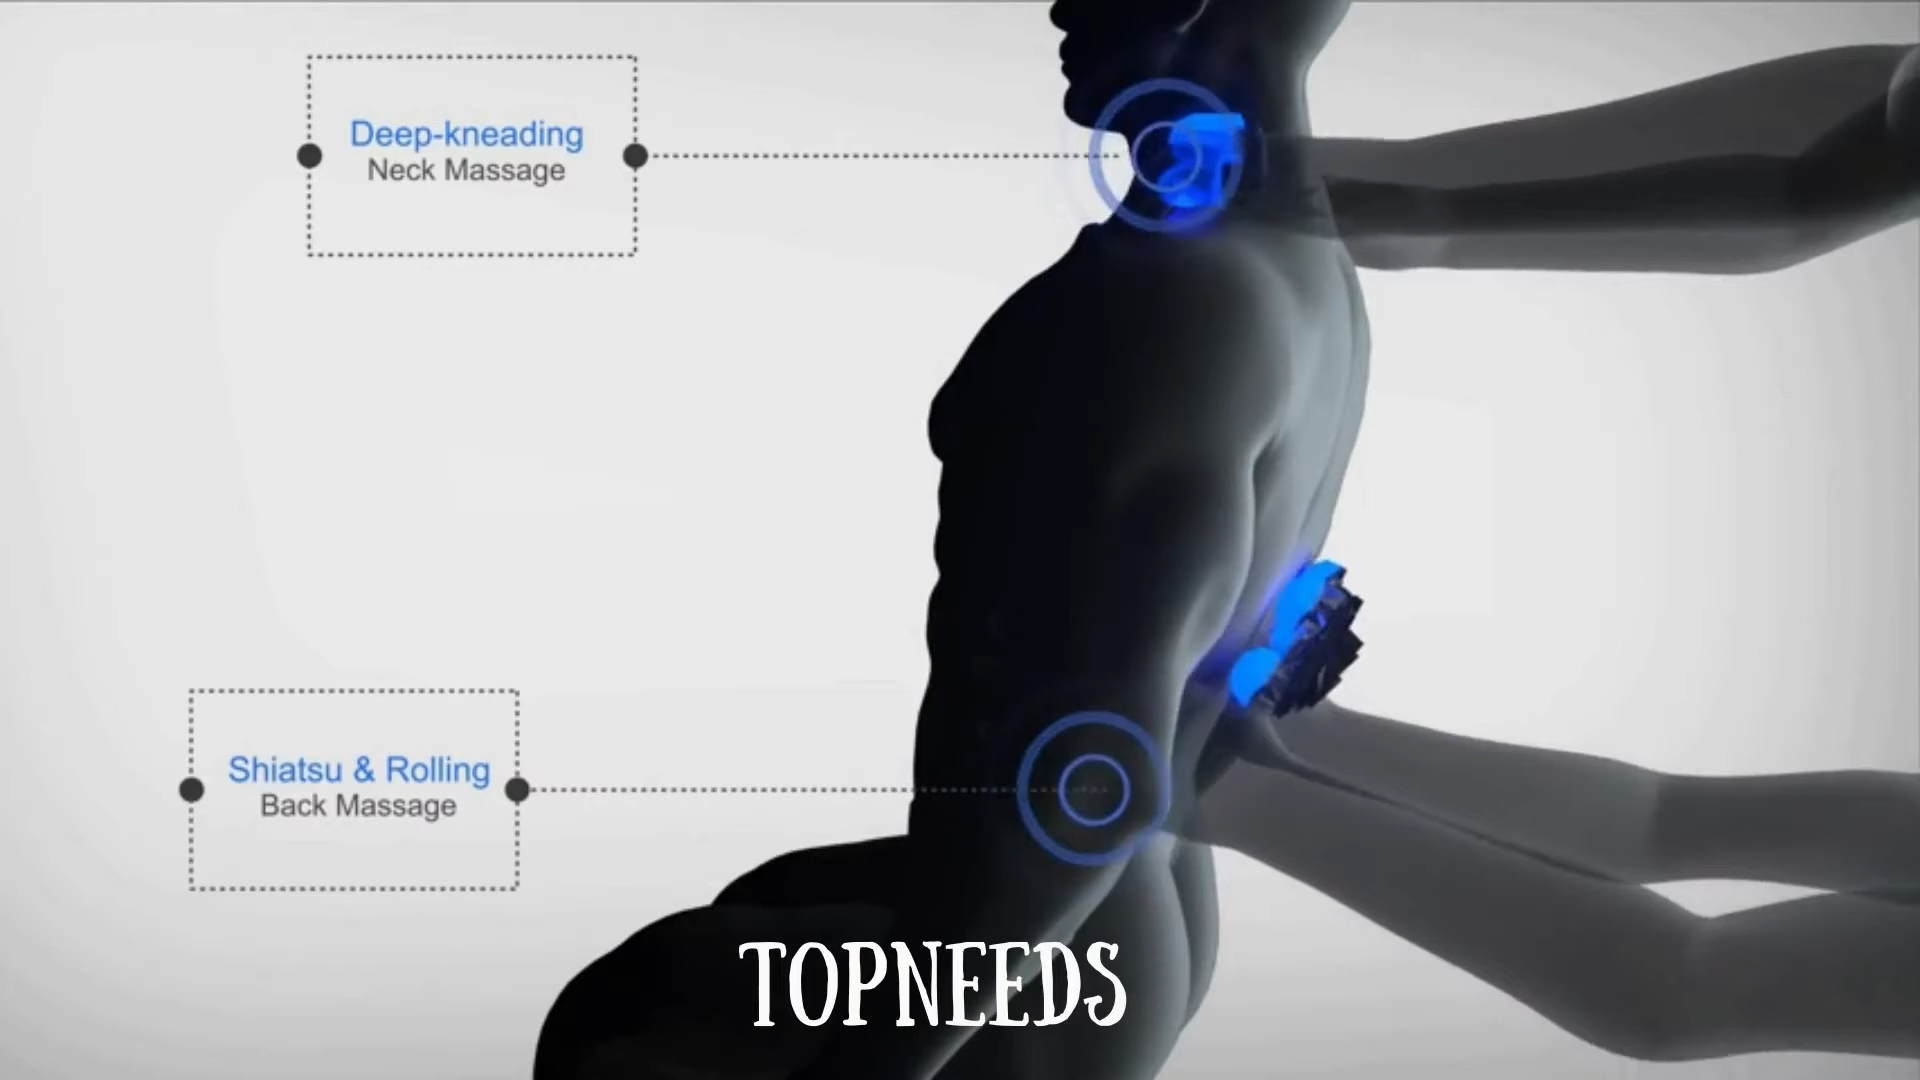 Deep-kneading
Neck Massage
Shiatsu & Rolling
Back Massage
TOPNEEDS